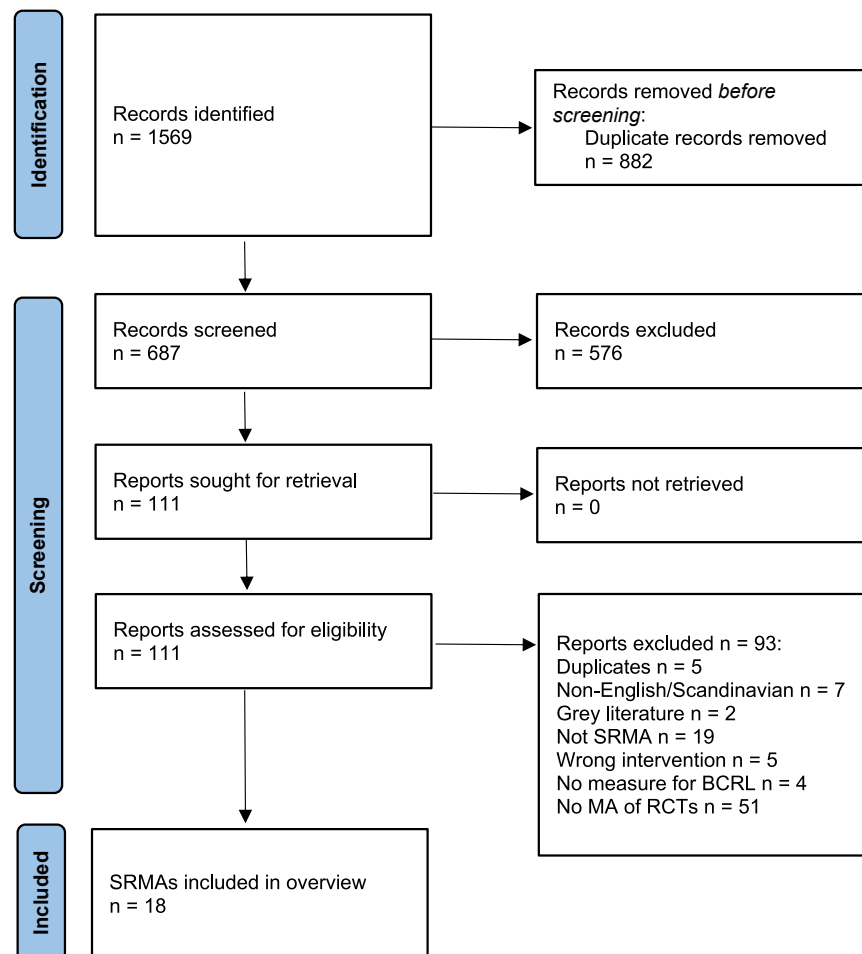 Identification
Records identified
n = 1569
Records removed before
screening:
Duplicate records removed
n = 882
Screening
Records screened
n = 687
Records excluded
n = 576
Reports sought for retrieval
n = 111
Reports not retrieved
n = 0
Reports assessed for eligibility
n = 111
Reports excluded n = 93:
Duplicates n = 5
Non-English/Scandinavian n = 7
Grey literature n = 2
Not SRMA n = 19
Wrong intervention n = 5
No measure for BCRL n = 4
No MA of RCTs n = 51
Included
SRMAs included in overview
n = 18